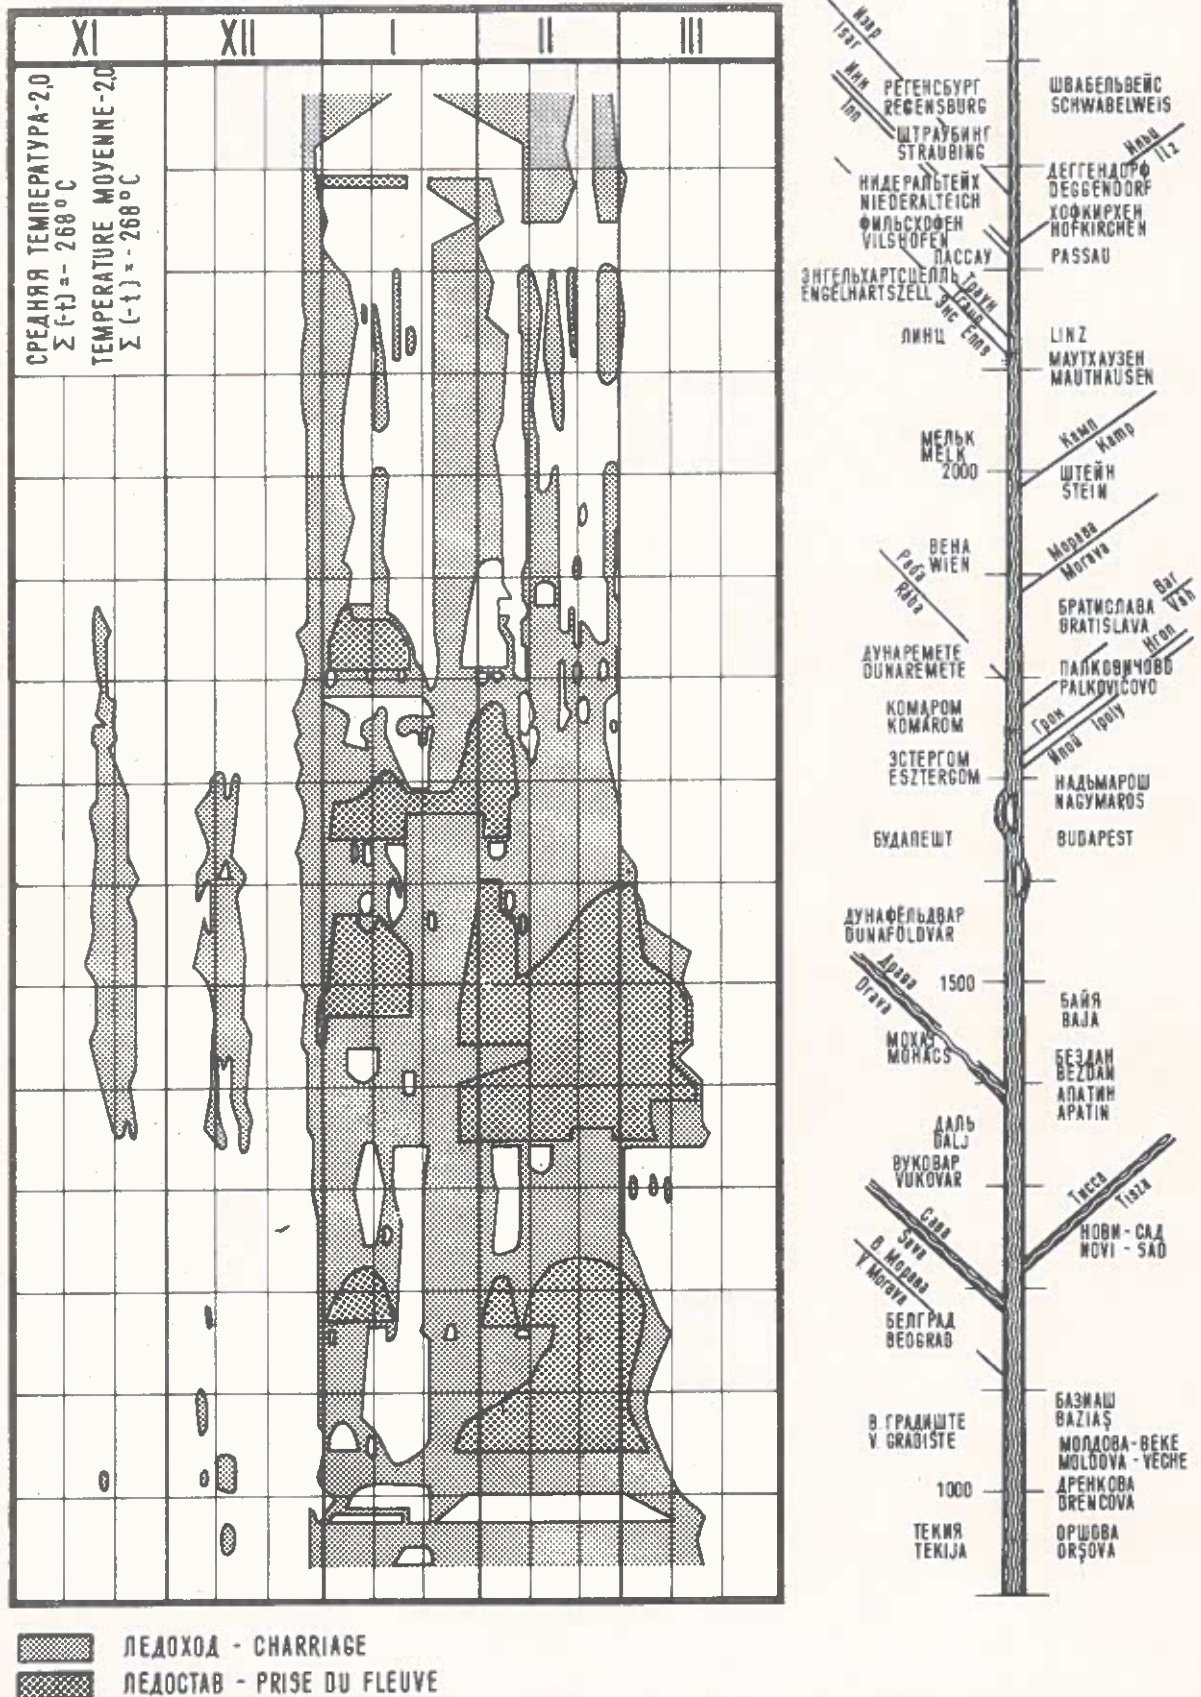 XI XII I II III
СРЕДНЯЯ ТЕМПЕРАТУРА-2,0
Σ (-t) = - 268°C
TEMPERATURE MOYENNE-2,0
Σ (-t) = - 268°C
Изар
Isar
Инн
Inn
РЕГЕНСБУРГ
REGENSBURG
ШВАБЕЛЬВЕЙС
SCHWABELWEIS
ШТРАУБИНГ
STRAUBING
Ильц
Ilz
НИДЕРАЛЬТЕЙХ
NIEDERALTEICH
ДЕГГЕНДОРФ
DEGGENDORF
ФИЛЬСХОФЕН
VILSHOFEN
ХОФКИРХЕН
HOFKIRCHEN
ПАССАУ
PASSAU
ЭНГЕЛЬХАРТСЦЕЛЛЬ
ENGELHARTSZELL
Траун
Traun
Энс
Enns
ЛИНЦ
LINZ
МАУТХАУЗЕН
MAUTHAUSEN
МЕЛЬК
MELK
2000
Камп
Kamp
ШТЕЙН
STEIN
ВЕНА
WIEN
Морава
Morava
Раба
Raba
Ваг
Vah
БРАТИСЛАВА
BRATISLAVA
Hron
ДУНАРЕМЕТЕ
DUNAREMETE
ПАЛКОВИЧОВО
PALKOVIČOVO
КОМАРОМ
KOMAROM
Грон
Ипой
Ipoly
ЭСТЕРГОМ
ESZTERGOM
НАДЬМАРОШ
NAGYMAROS
БУДАПЕШТ
BUDAPEST
ДУНАФЁЛЬДВАР
DUNAFÖLDVAR
Драва
Drava
1500
БАЙЯ
BAJA
МОХАЧ
MOHACS
БЕЗДАН
BEZDAN
АПАТИН
APATIN
ДАЛЬ
DALJ
ВУКОВАР
VUKOVAR
Тисса
Tisza
Сава
Sava
НОВИ - САД
NOVI - SAD
В. Морава
V. Morava
БЕЛГРАД
BEOGRAD
БАЗИАШ
BAZIAŞ
В. ГРАДИШТЕ
V. GRADIŠTE
МОЛДОВА-ВЕКЕ
MOLDOVA - VECHE
1000
ДРЕНКОВА
DRENCOVA
ТЕКИЯ
TEKIJA
ОРШОВА
ORŞOVA
ЛЕДОХОД - CHARRIAGE
ЛЕДОСТАВ - PRISE DU FLEUVE